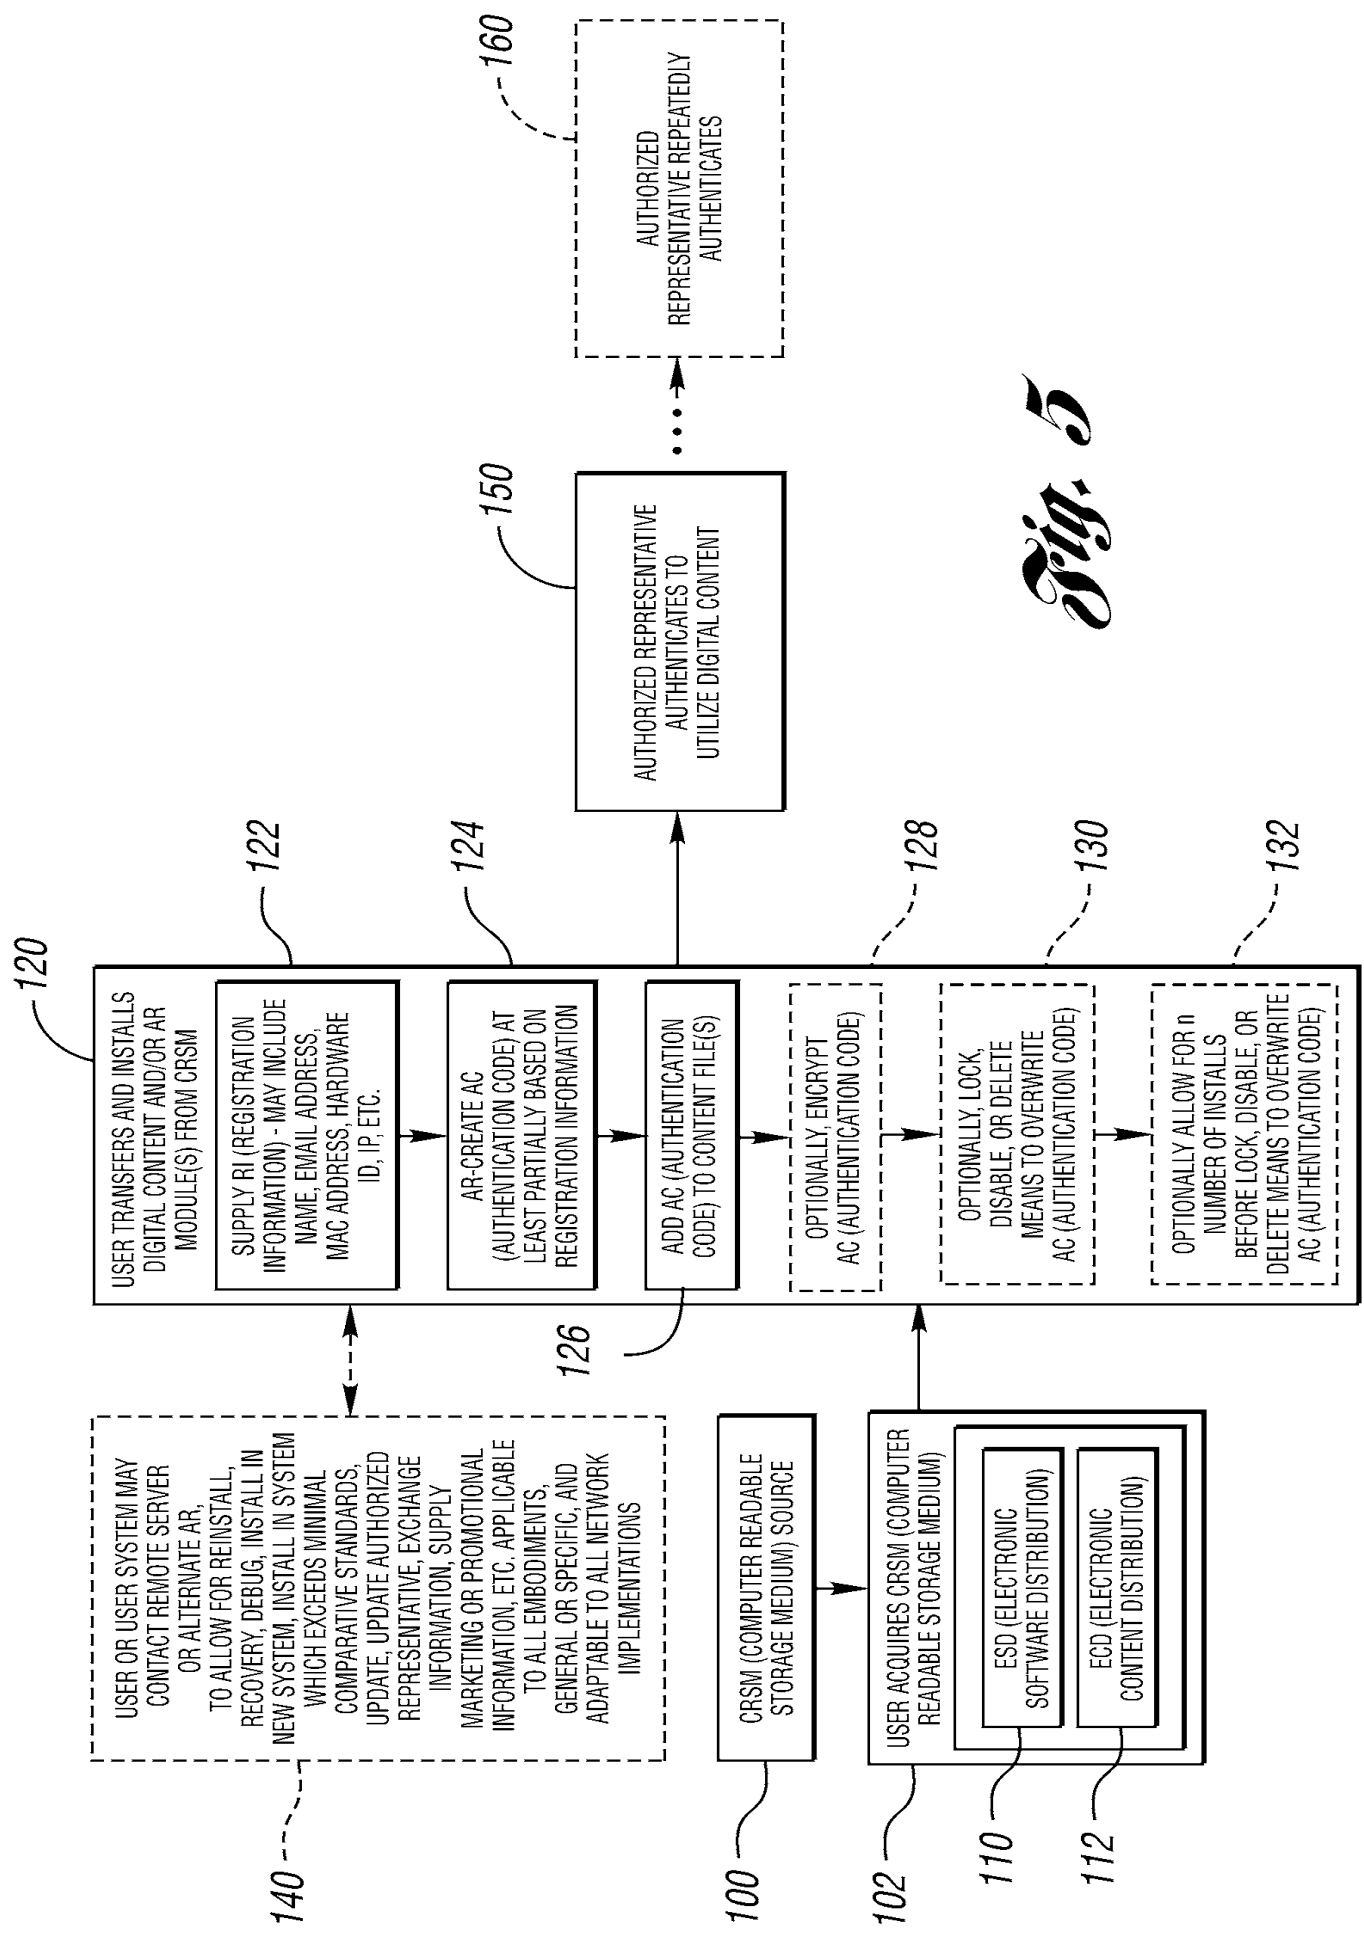 140
USER OR USER SYSTEM MAY
CONTACT REMOTE SERVER
OR ALTERNATE AR,
TO ALLOW FOR REINSTALL,
RECOVERY, DEBUG, INSTALL IN
NEW SYSTEM, INSTALL IN SYSTEM
WHICH EXCEEDS MINIMAL
COMPARATIVE STANDARDS,
UPDATE, UPDATE AUTHORIZED
REPRESENTATIVE, EXCHANGE
INFORMATION, SUPPLY
MARKETING OR PROMOTIONAL
INFORMATION, ETC. APPLICABLE
TO ALL EMBODIMENTS,
GENERAL OR SPECIFIC, AND
ADAPTABLE TO ALL NETWORK
IMPLEMENTATIONS
100
CRSM (COMPUTER READABLE
STORAGE MEDIUM) SOURCE
102
USER ACQUIRES CRSM (COMPUTER
READABLE STORAGE MEDIUM)
110
ESD (ELECTRONIC
SOFTWARE DISTRIBUTION)
112
ECD (ELECTRONIC
CONTENT DISTRIBUTION)
120
USER TRANSFERS AND INSTALLS
DIGITAL CONTENT AND/OR AR
MODULE(S) FROM CRSM
122
SUPPLY RI (REGISTRATION
INFORMATION) - MAY INCLUDE
NAME, EMAIL ADDRESS,
MAC ADDRESS, HARDWARE
ID, IP, ETC.
124
AR-CREATE AC
(AUTHENTICATION CODE) AT
LEAST PARTIALLY BASED ON
REGISTRATION INFORMATION
126
ADD AC (AUTHENTICATION
CODE) TO CONTENT FILE(S)
128
OPTIONALLY, ENCRYPT
AC (AUTHENTICATION CODE)
130
OPTIONALLY, LOCK,
DISABLE, OR DELETE
MEANS TO OVERWRITE
AC (AUTHENTICATION CODE)
132
OPTIONALLY ALLOW FOR n
NUMBER OF INSTALLS
BEFORE LOCK, DISABLE, OR
DELETE MEANS TO OVERWRITE
AC (AUTHENTICATION CODE)
150
AUTHORIZED REPRESENTATIVE
AUTHENTICATES TO
UTILIZE DIGITAL CONTENT
160
AUTHORIZED
REPRESENTATIVE REPEATEDLY
AUTHENTICATES
Fig. 5